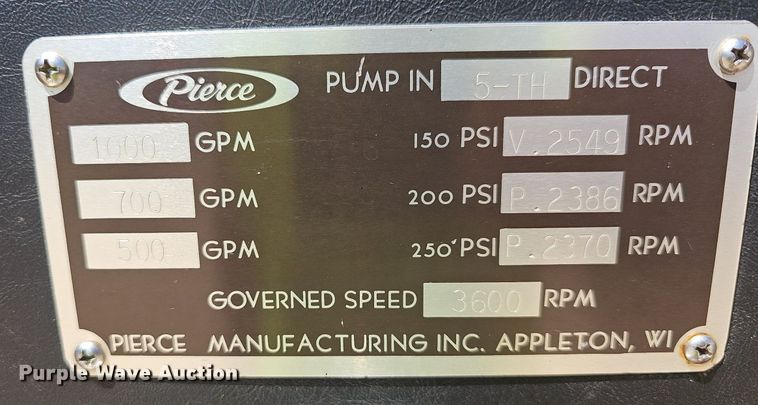 Pierce PUMP IN 5-TH DIRECT
1000 GPM 150 PSI V.2549 RPM
700 GPM 200 PSI P.2386 RPM
500 GPM 250 PSI P.2370 RPM
GOVERNED SPEED 3600 RPM
PIERCE MANUFACTURING INC. APPLETON, WI
Purple Wave Auction